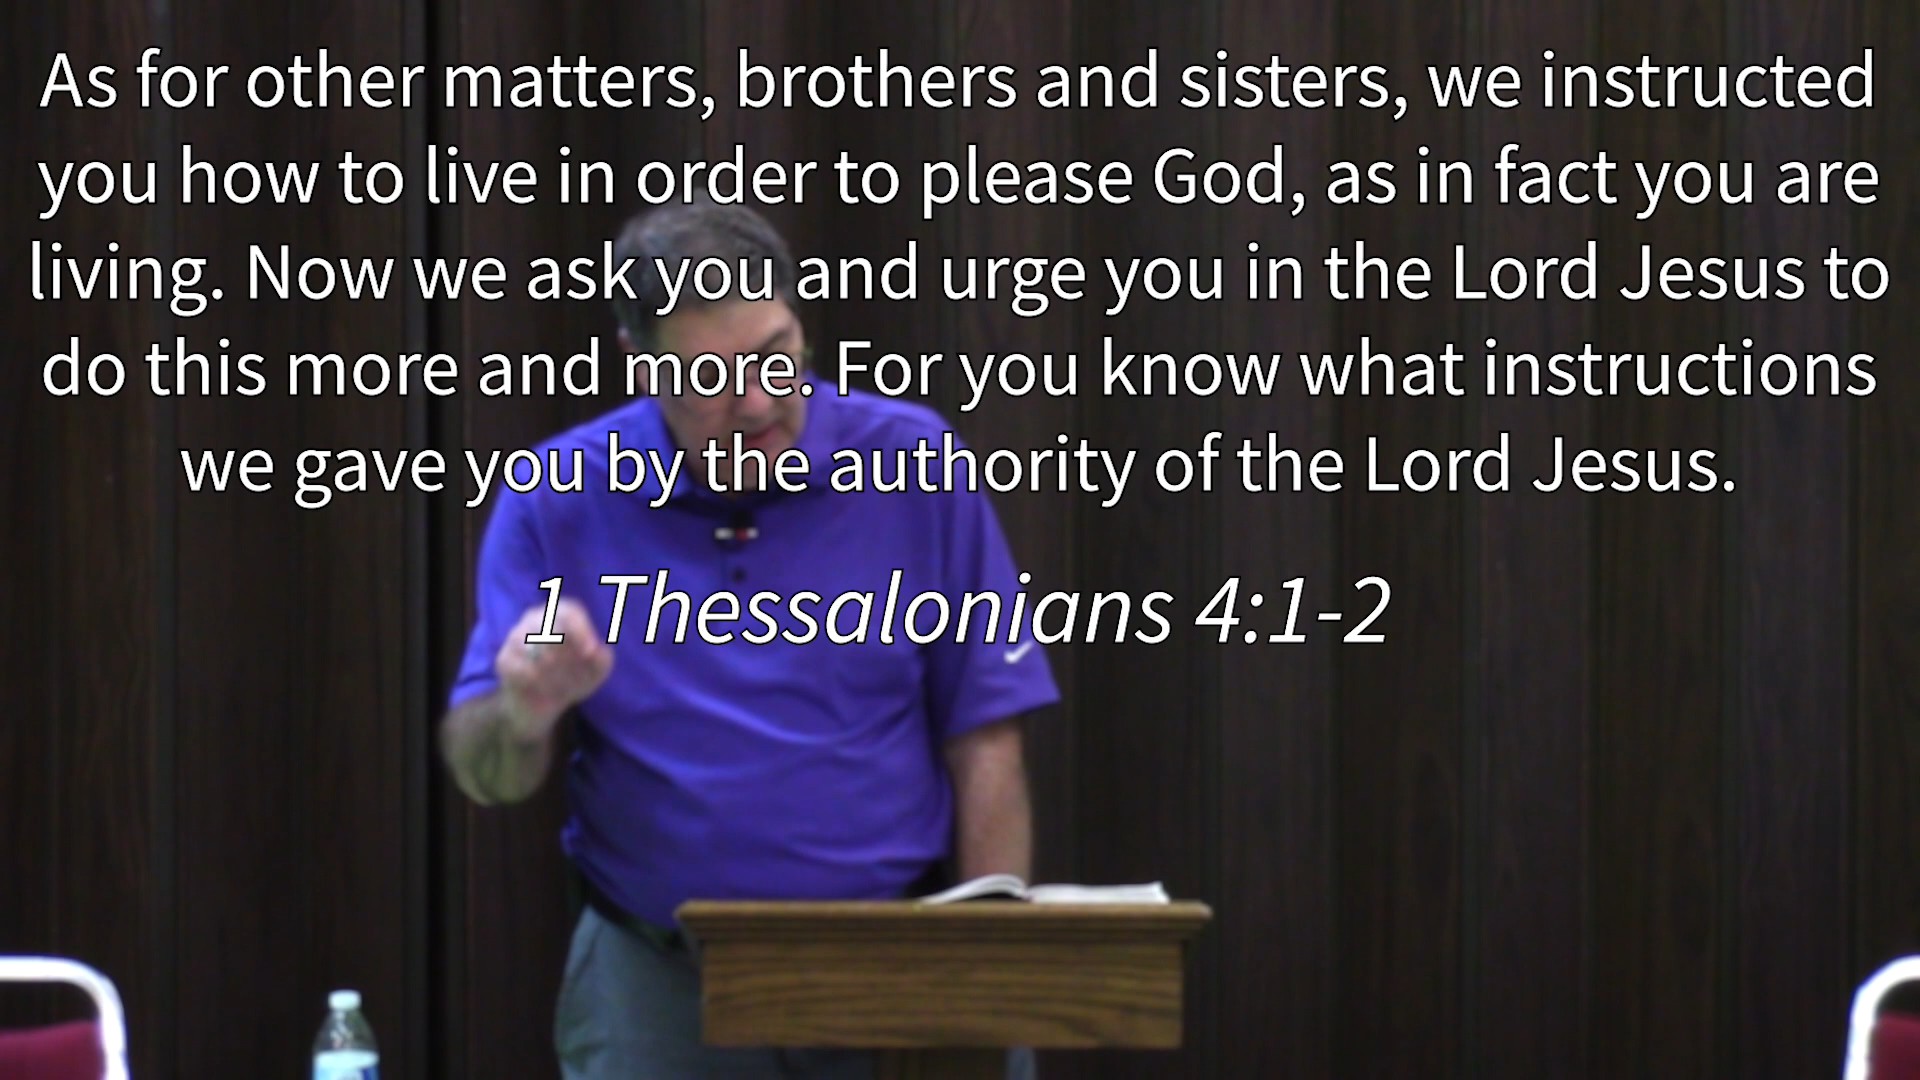 As for other matters, brothers and sisters, we instructed
you how to live in order to please God, as in fact you are
living. Now we ask you and urge you in the Lord Jesus to
do this more and more. For you know what instructions
we gave you by the authority of the Lord Jesus.
1 Thessalonians 4:1-2